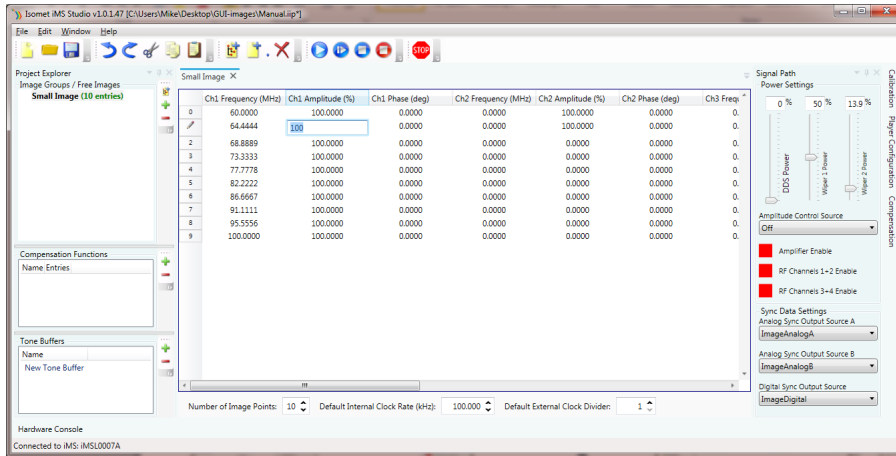 Isomet iMS Studio v1.0.1.47 [C:\Users\Mike\Desktop\GUI-images\Manual.iip*]
File Edit Window Help
STOP
Project Explorer
Image Groups / Free Images
Small Image (10 entries)
Compensation Functions
Name Entries
Tone Buffers
Name
New Tone Buffer
Small Image
Ch1 Frequency (MHz) Ch1 Amplitude (%) Ch1 Phase (deg) Ch2 Frequency (MHz) Ch2 Amplitude (%) Ch2 Phase (deg) Ch3 Frequ
0 60.0000 100.0000 0.0000 0.0000 100.0000 0.0000 0.
64.4444 100 0.0000 0.0000 100.0000 0.0000 0.
2 68.8889 100.0000 0.0000 0.0000 0.0000 0.0000 0.
3 73.3333 100.0000 0.0000 0.0000 0.0000 0.0000 0.
4 77.7778 100.0000 0.0000 0.0000 0.0000 0.0000 0.
5 82.2222 100.0000 0.0000 0.0000 0.0000 0.0000 0.
6 86.6667 100.0000 0.0000 0.0000 0.0000 0.0000 0.
7 91.1111 100.0000 0.0000 0.0000 0.0000 0.0000 0.
8 95.5556 100.0000 0.0000 0.0000 0.0000 0.0000 0.
9 100.0000 100.0000 0.0000 0.0000 0.0000 0.0000 0.
Number of Image Points: 10 Default Internal Clock Rate (kHz): 100.000 Default External Clock Divider: 1
Signal Path
Power Settings
0 % 50 % 13.9 %
DDS Power
Wiper 1 Power
Wiper 2 Power
Amplitude Control Source
Off
Amplifier Enable
RF Channels 1+2 Enable
RF Channels 3+4 Enable
Sync Data Settings
Analog Sync Output Source A
ImageAnalogA
Analog Sync Output Source B
ImageAnalogB
Digital Sync Output Source
ImageDigital
Calibration
Player Configuration
Compensation
Hardware Console
Connected to iMS: iMSL0007A